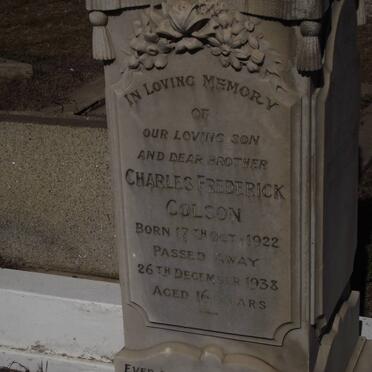 IN LOVING MEMORY
OF
OUR LOVING SON
AND DEAR BROTHER
CHARLES FREDERICK
COLSON
BORN 17TH OCT. 1922
PASSED AWAY
26TH DECEMBER 1938
AGED 16 YEARS
EVER